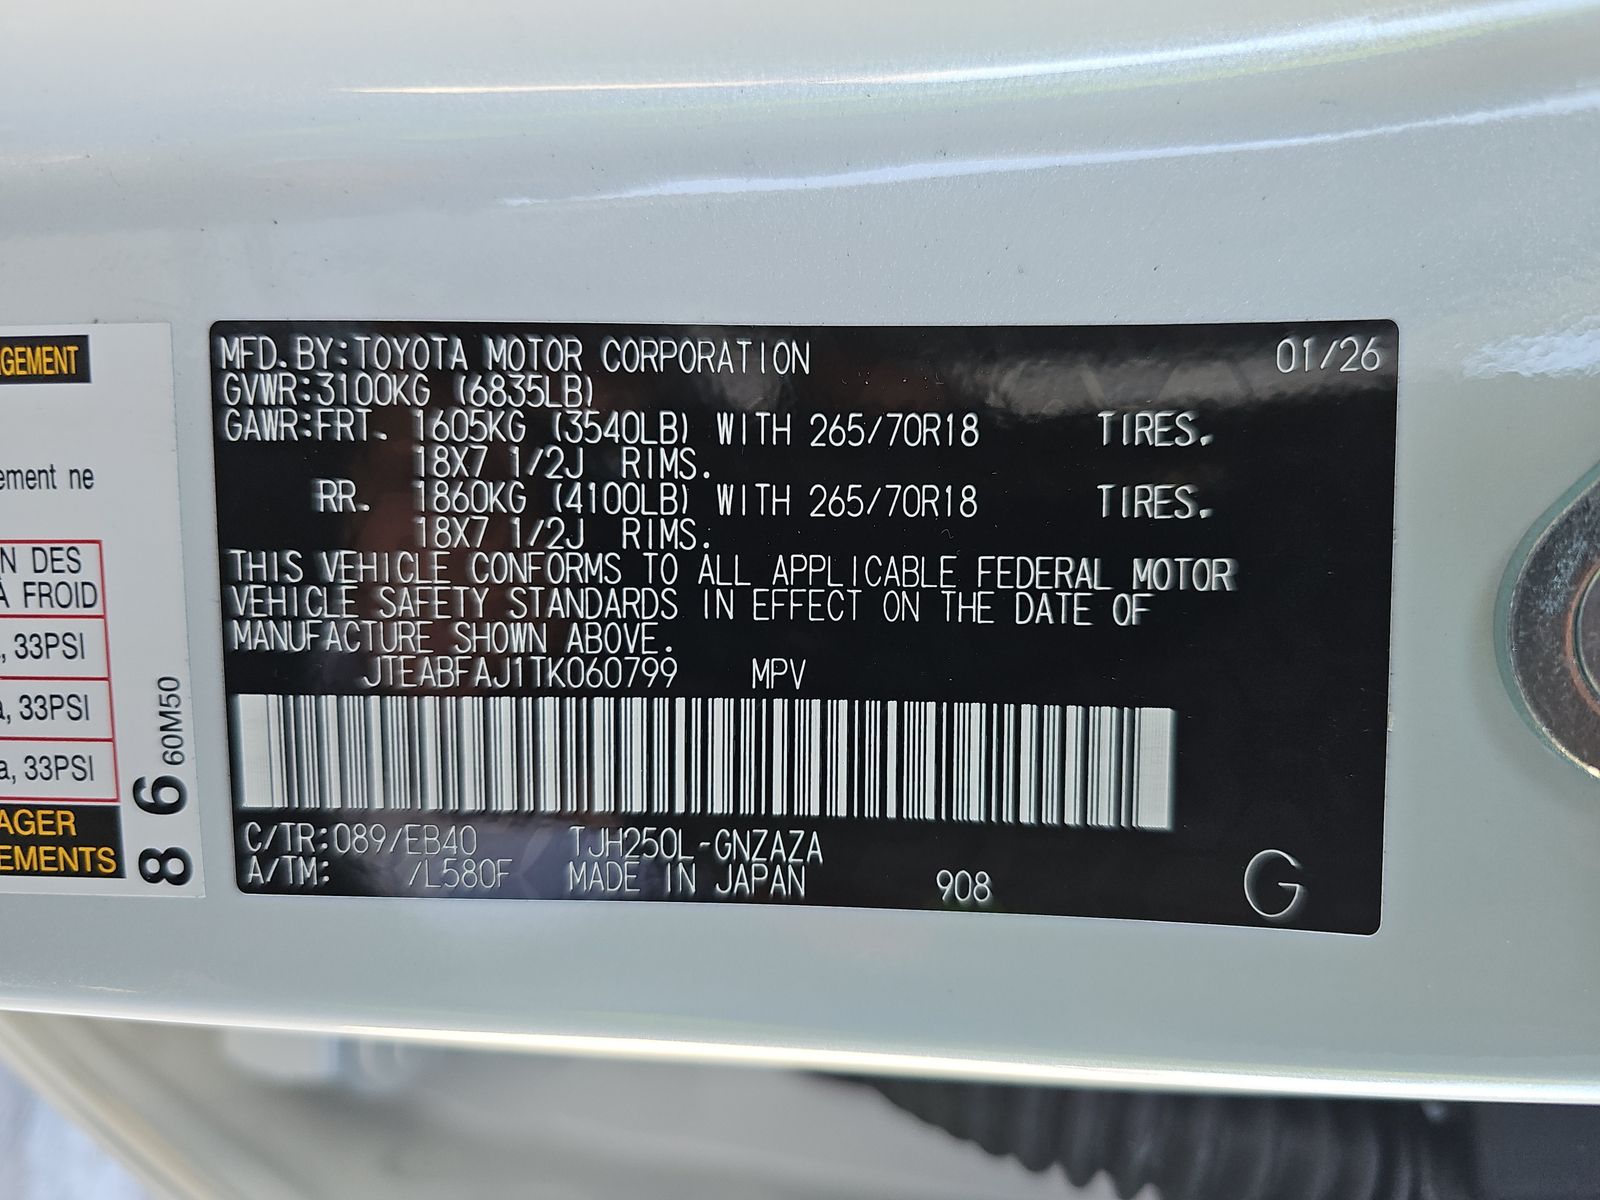 MFD.BY:TOYOTA MOTOR CORPORATION 01/26
GVWR:3100KG (6835LB)
GAWR:FRT. 1605KG (3540LB) WITH 265/70R18 TIRES.
18X7 1/2J RIMS.
RR. 1860KG (4100LB) WITH 265/70R18 TIRES.
18X7 1/2J RIMS.
THIS VEHICLE CONFORMS TO ALL APPLICABLE FEDERAL MOTOR
VEHICLE SAFETY STANDARDS IN EFFECT ON THE DATE OF
MANUFACTURE SHOWN ABOVE.
JTEABFAJ1TK060799 MPV
C/TR:089/EB40 TJH250L-GNZAZA
A/TM: /L580F MADE IN JAPAN 908 G
GEMENT
ement ne
N DES
À FROID
, 33PSI
a, 33PSI
a, 33PSI
AGER
EMENTS
60M50
8 6